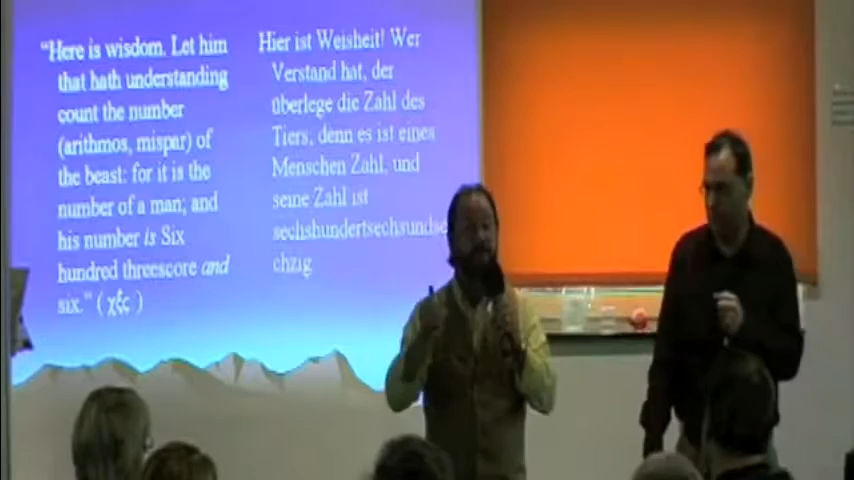 “Here is wisdom. Let him
that hath understanding
count the number
(arithmos, mispar) of
the beast: for it is the
number of a man; and
his number is Six
hundred threescore and
six.” ( χξς )
Hier ist Weisheit! Wer
Verstand hat, der
überlege die Zahl des
Tiers, denn es ist eines
Menschen Zahl, und
seine Zahl ist
sechshundertsechsundse
chzig.